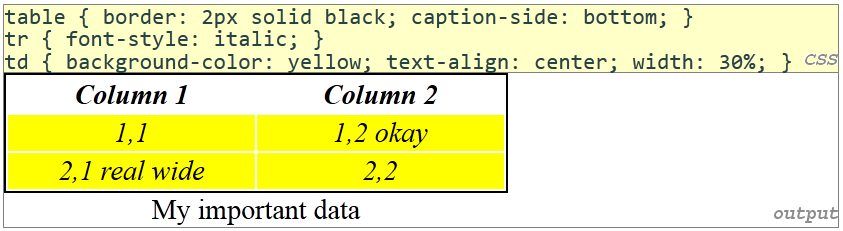 table { border: 2px solid black; caption-side: bottom; }
tr { font-style: italic; }
td { background-color: yellow; text-align: center; width: 30%; } CSS
Column 1 Column 2
1,1 1,2 okay
2,1 real wide 2,2
My important data
output